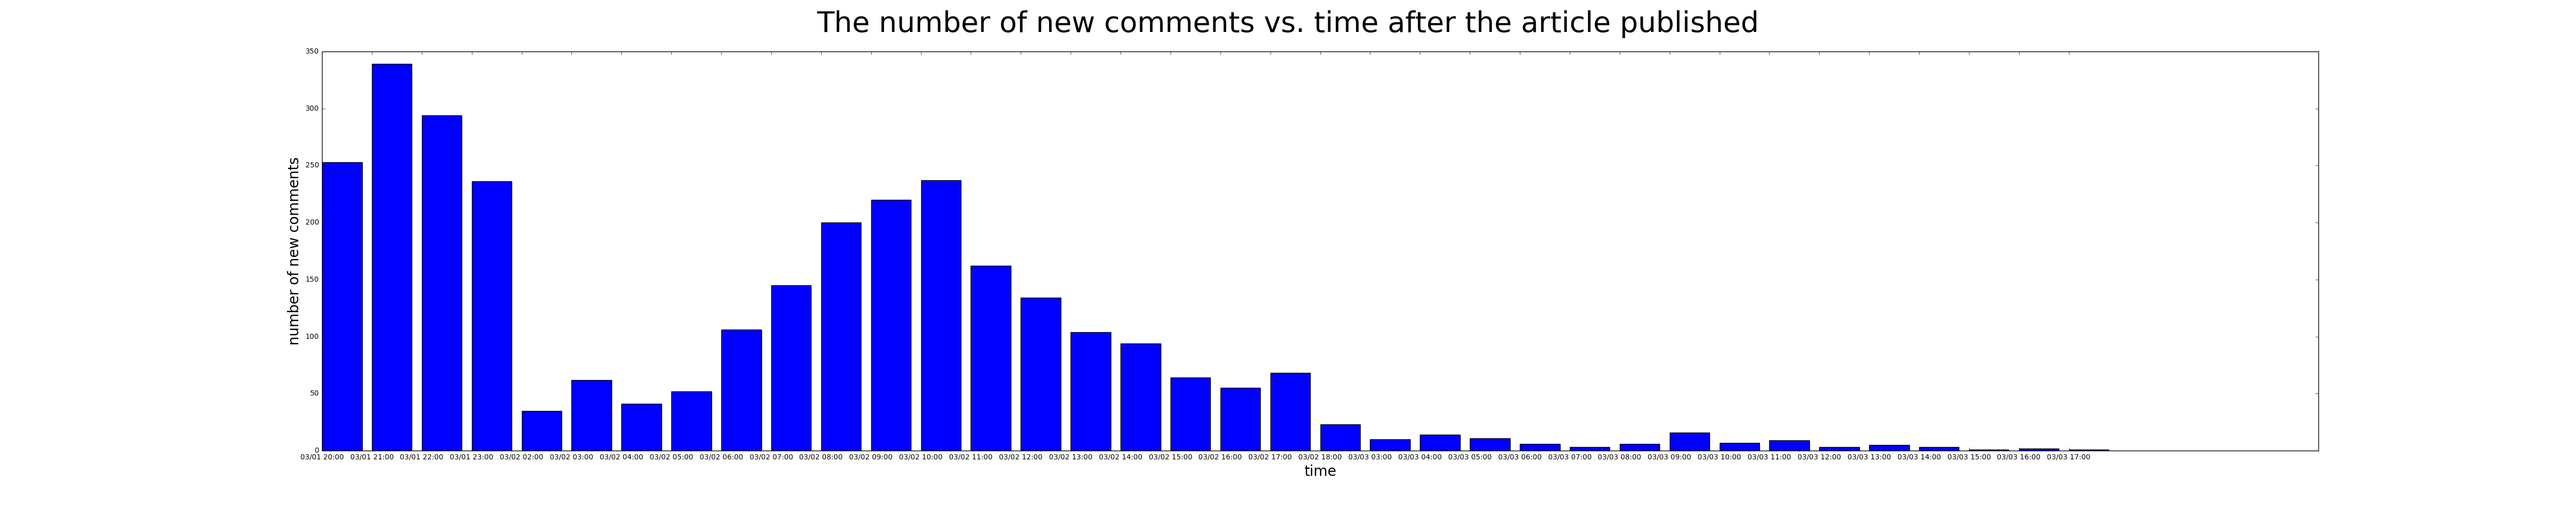 The number of new comments vs. time after the article published
350
300
250
200
150
100
50
0
number of new comments
03/01 20:00 03/01 21:00 03/01 22:00 03/01 23:00 03/02 02:00 03/02 03:00 03/02 04:00 03/02 05:00 03/02 06:00 03/02 07:00 03/02 08:00 03/02 09:00 03/02 10:00 03/02 11:00 03/02 12:00 03/02 13:00 03/02 14:00 03/02 15:00 03/02 16:00 03/02 17:00 03/02 18:00 03/03 03:00 03/03 04:00 03/03 05:00 03/03 06:00 03/03 07:00 03/03 08:00 03/03 09:00 03/03 10:00 03/03 11:00 03/03 12:00 03/03 13:00 03/03 14:00 03/03 15:00 03/03 16:00 03/03 17:00
time